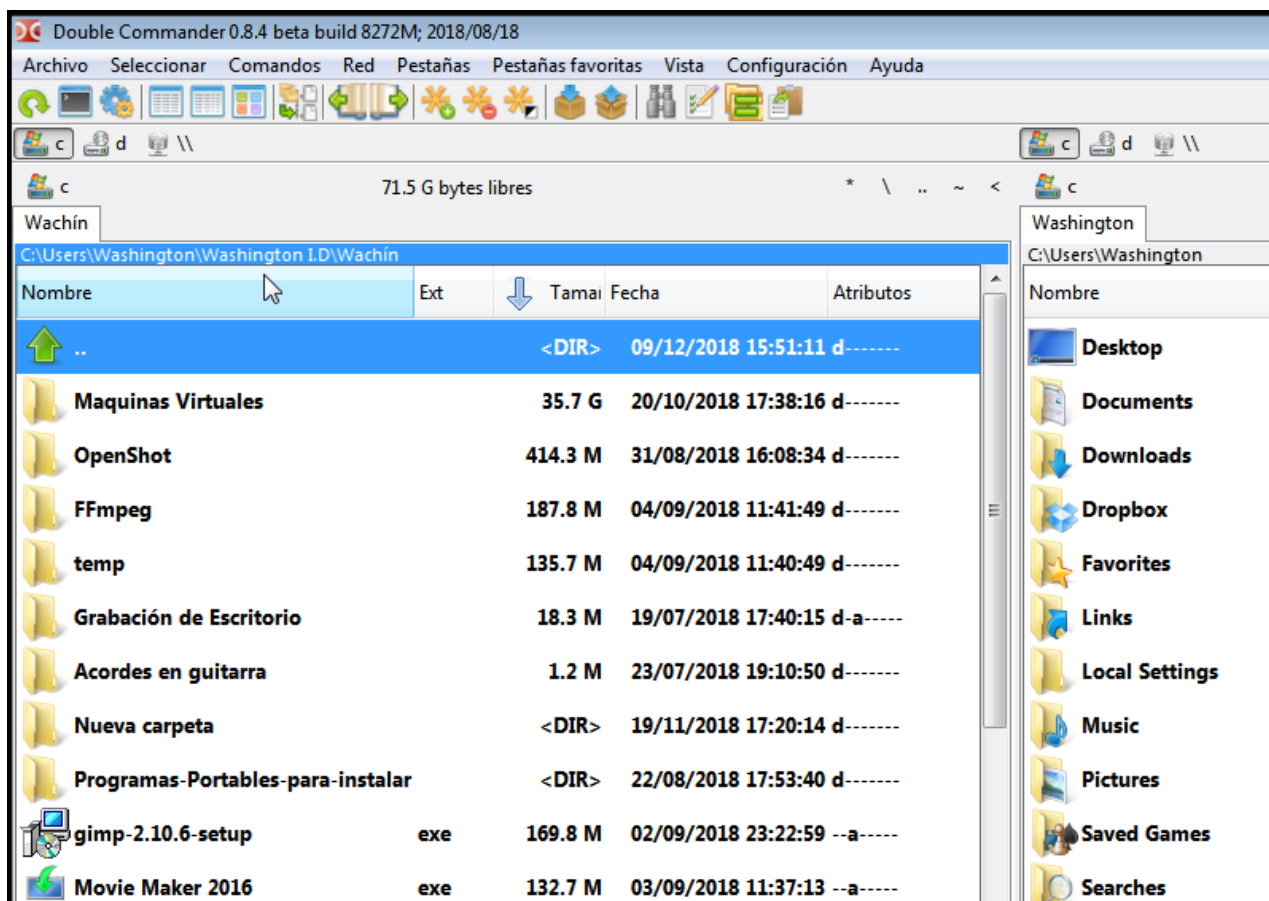 Double Commander 0.8.4 beta build 8272M; 2018/08/18
Archivo Seleccionar Comandos Red Pestañas Pestañas favoritas Vista Configuración Ayuda
c d \\ c d \\
c 71.5 G bytes libres * \ .. ~ < c
Wachín Washington
C:\Users\Washington\Washington I.D\Wachín C:\Users\Washington
Nombre Ext Tamai Fecha Atributos Nombre
.. <DIR> 09/12/2018 15:51:11 d------- Desktop
Maquinas Virtuales 35.7 G 20/10/2018 17:38:16 d------- Documents
OpenShot 414.3 M 31/08/2018 16:08:34 d------- Downloads
FFmpeg 187.8 M 04/09/2018 11:41:49 d------- Dropbox
temp 135.7 M 04/09/2018 11:40:49 d------- Favorites
Grabación de Escritorio 18.3 M 19/07/2018 17:40:15 d-a----- Links
Acordes en guitarra 1.2 M 23/07/2018 19:10:50 d------- Local Settings
Nueva carpeta <DIR> 19/11/2018 17:20:14 d------- Music
Programas-Portables-para-instalar <DIR> 22/08/2018 17:53:40 d------- Pictures
gimp-2.10.6-setup exe 169.8 M 02/09/2018 23:22:59 --a----- Saved Games
Movie Maker 2016 exe 132.7 M 03/09/2018 11:37:13 --a----- Searches